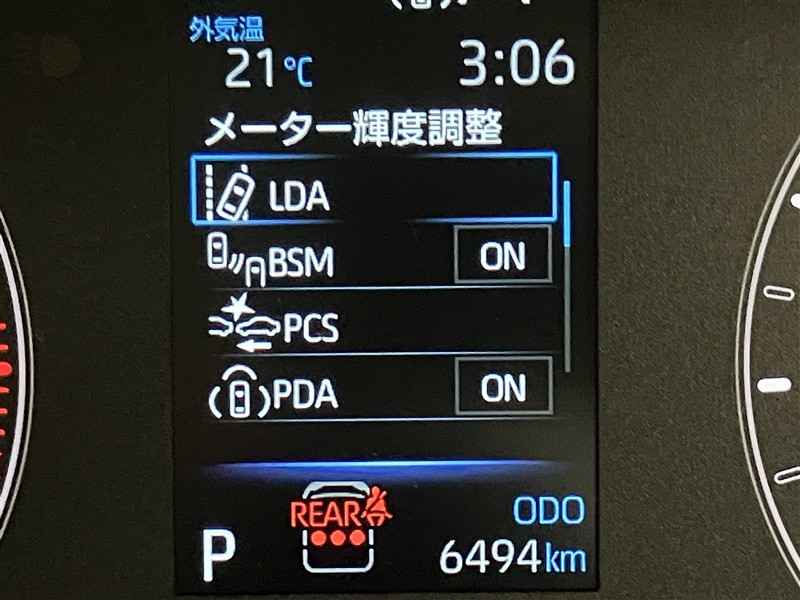 外気温
21℃ 3:06
メーター輝度調整
LDA
BSM ON
PCS
PDA ON
REAR
P ODO
6494km